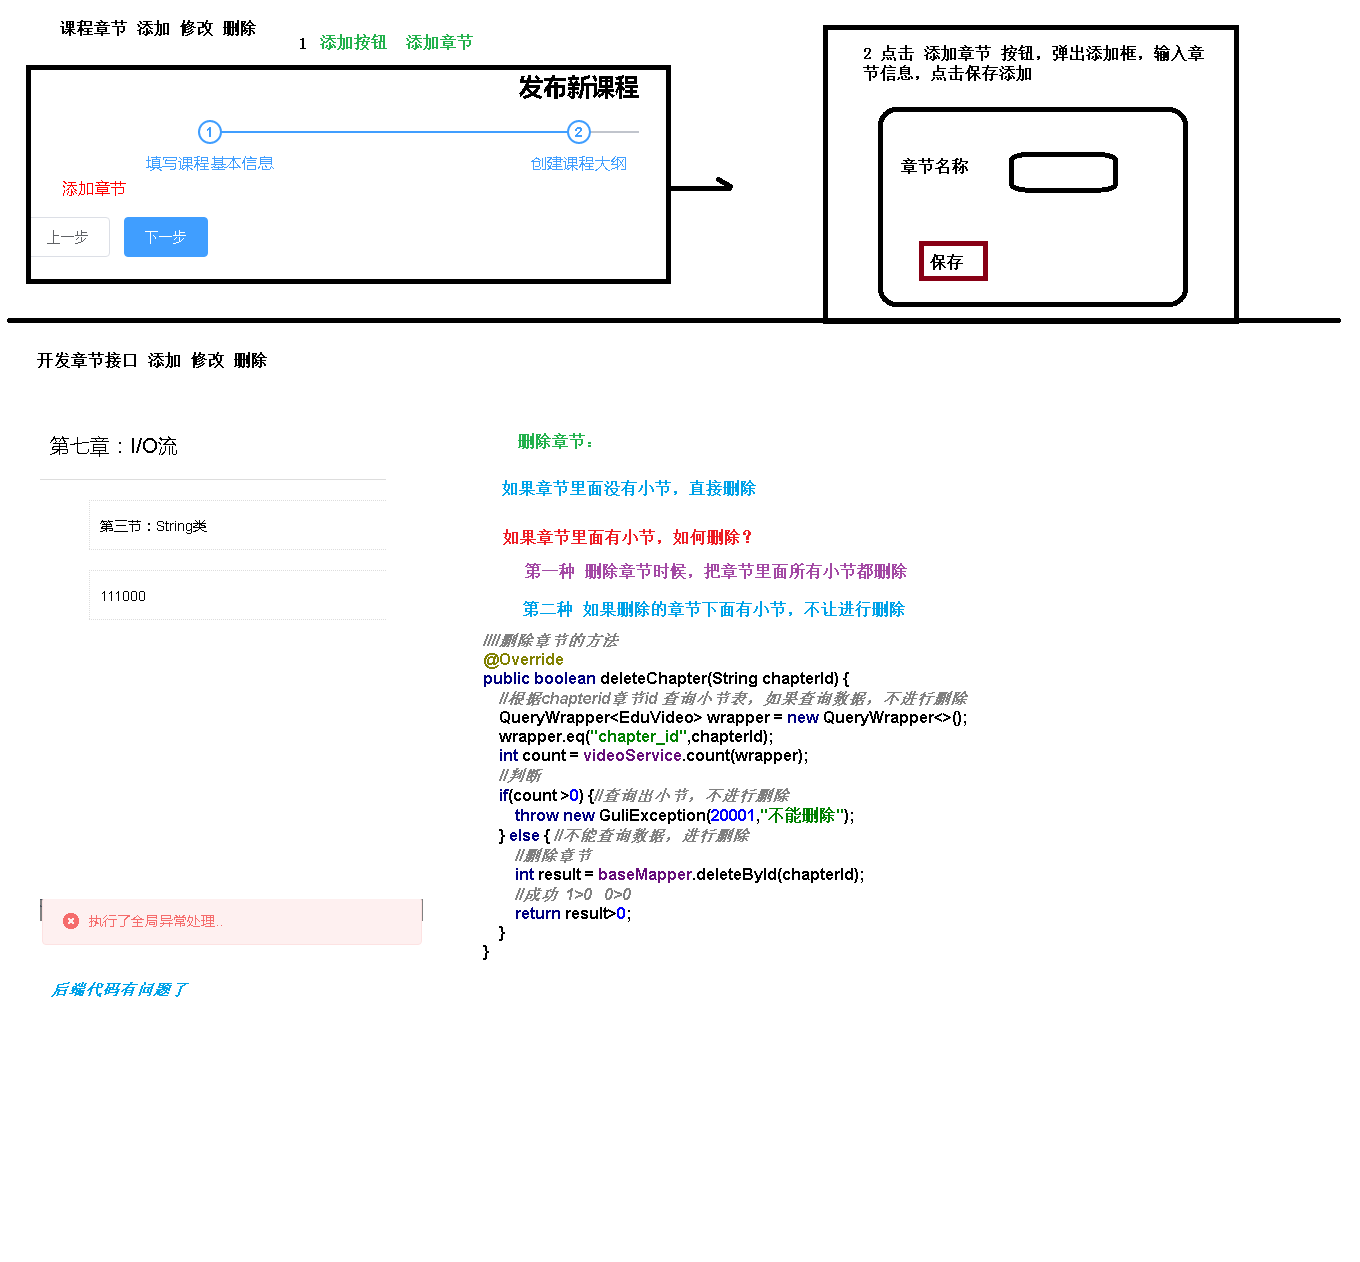 课程章节 添加 修改 删除
1 添加按钮 添加章节
发布新课程
1
2
填写课程基本信息
创建课程大纲
添加章节
上一步
下一步
2 点击 添加章节 按钮，弹出添加框，输入章
节信息，点击保存添加
章节名称
保存
开发章节接口 添加 修改 删除
第七章：I/O流
第三节：String类
111000
执行了全局异常处理..
后端代码有问题了
删除章节：
如果章节里面没有小节，直接删除
如果章节里面有小节，如何删除？
第一种 删除章节时候，把章节里面所有小节都删除
第二种 如果删除的章节下面有小节，不让进行删除
////删除章节的方法
@Override
public boolean deleteChapter(String chapterId) {
//根据chapterid章节id 查询小节表，如果查询数据，不进行删除
QueryWrapper<EduVideo> wrapper = new QueryWrapper<>();
wrapper.eq("chapter_id",chapterId);
int count = videoService.count(wrapper);
//判断
if(count >0) {//查询出小节，不进行删除
throw new GuliException(20001,"不能删除");
} else { //不能查询数据，进行删除
//删除章节
int result = baseMapper.deleteById(chapterId);
//成功 1>0 0>0
return result>0;
}
}